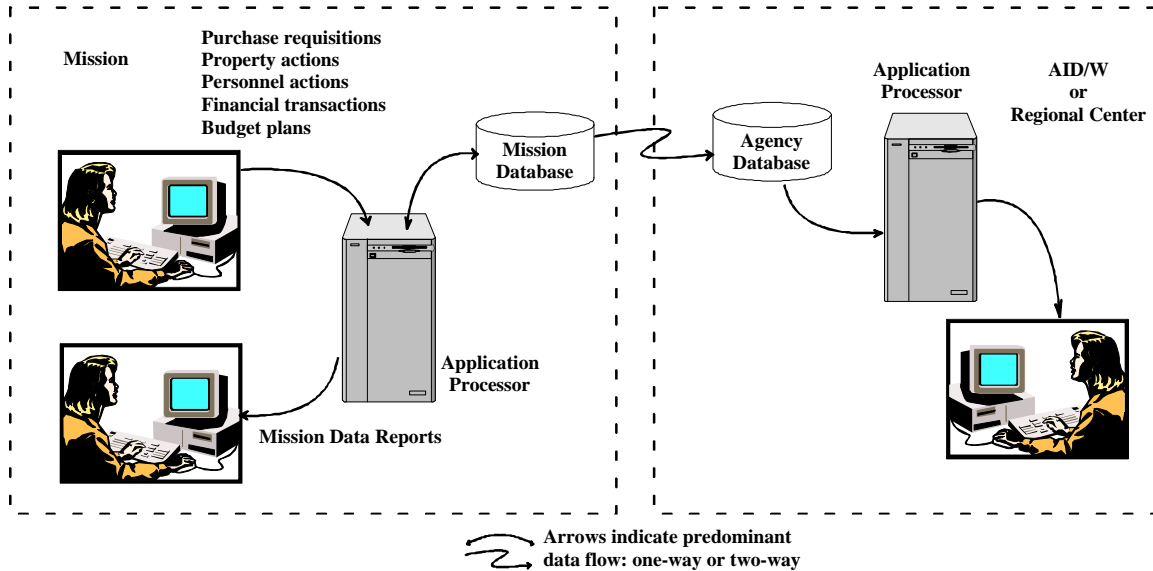 Mission
Purchase requisitions
Property actions
Personnel actions
Financial transactions
Budget plans
Mission
Database
Application
Processor
Mission Data Reports
Agency
Database
Application
Processor
AID/W
or
Regional Center
Arrows indicate predominant
data flow: one-way or two-way